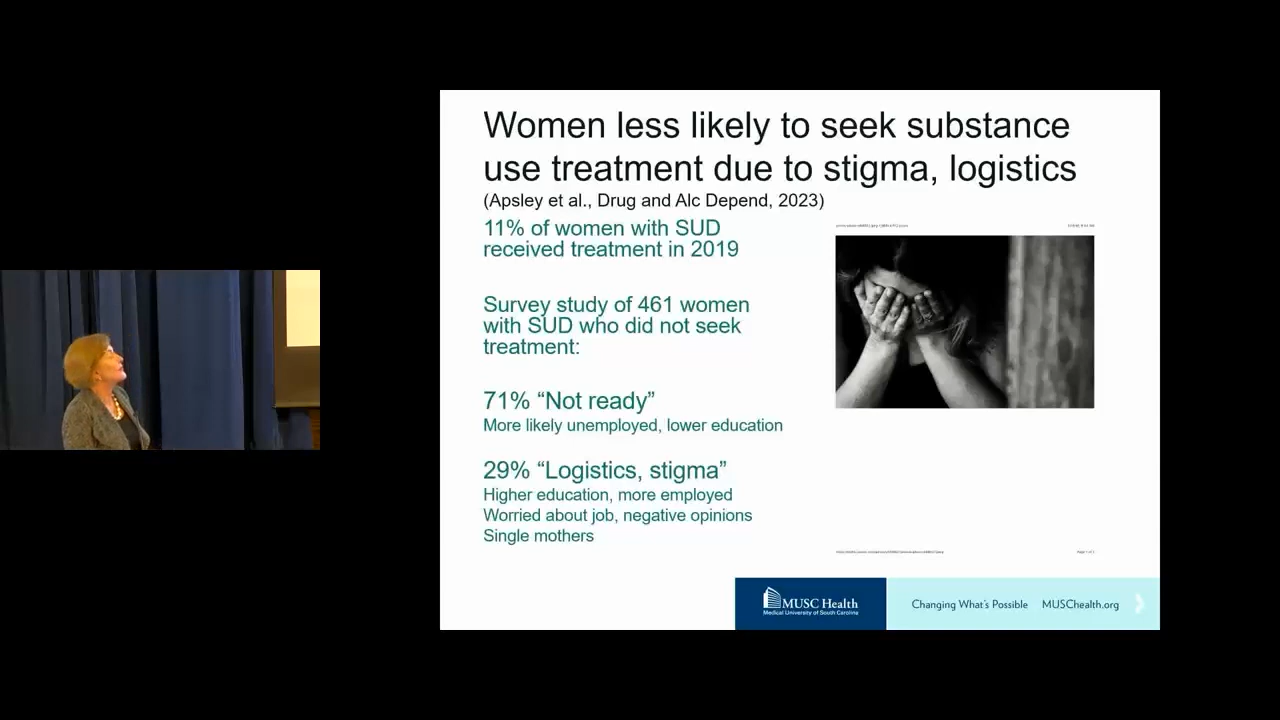 Women less likely to seek substance
use treatment due to stigma, logistics
(Apsley et al., Drug and Alc Depend, 2023)
11% of women with SUD
received treatment in 2019
Survey study of 461 women
with SUD who did not seek
treatment:
71% “Not ready”
More likely unemployed, lower education
29% “Logistics, stigma”
Higher education, more employed
Worried about job, negative opinions
Single mothers
MUSC Health
Medical University of South Carolina
Changing What's Possible MUSChealth.org